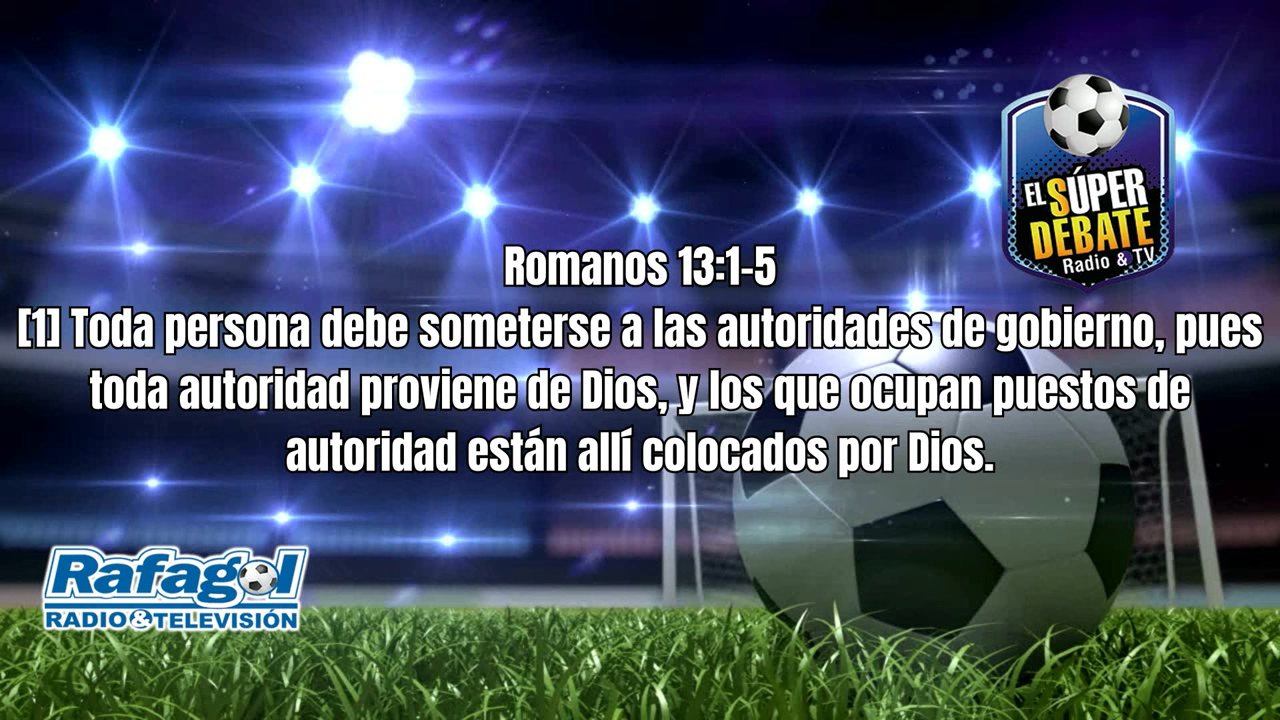 EL SÚPER
DEBATE
Radio & TV
Romanos 13:1-5
[1] Toda persona debe someterse a las autoridades de gobierno, pues
toda autoridad proviene de Dios, y los que ocupan puestos de
autoridad están allí colocados por Dios.
Rafagol
RADIO&TELEVISIÓN